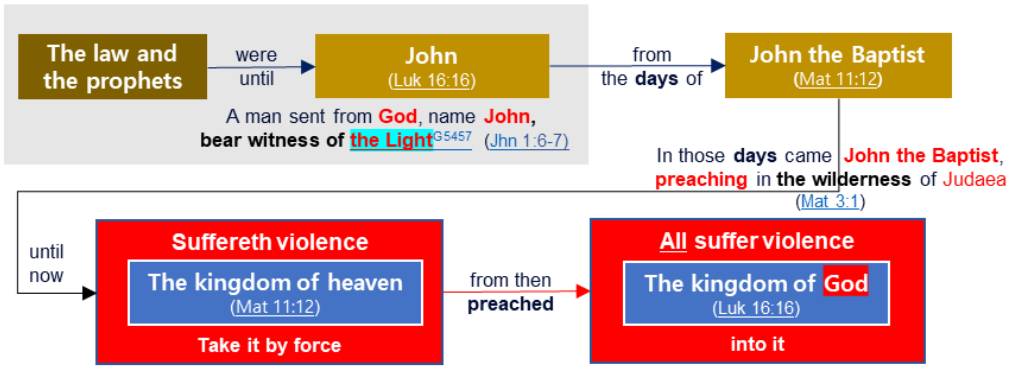 The law and
the prophets
were
until
John
(Luk 16:16)
from
the days of
John the Baptist
(Mat 11:12)
A man sent from God, name John,
bear witness of the LightG5457 (Jhn 1:6-7)
In those days came John the Baptist,
preaching in the wilderness of Judaea
(Mat 3:1)
until
now
Suffereth violence
The kingdom of heaven
(Mat 11:12)
Take it by force
from then
preached
All suffer violence
The kingdom of God
(Luk 16:16)
into it